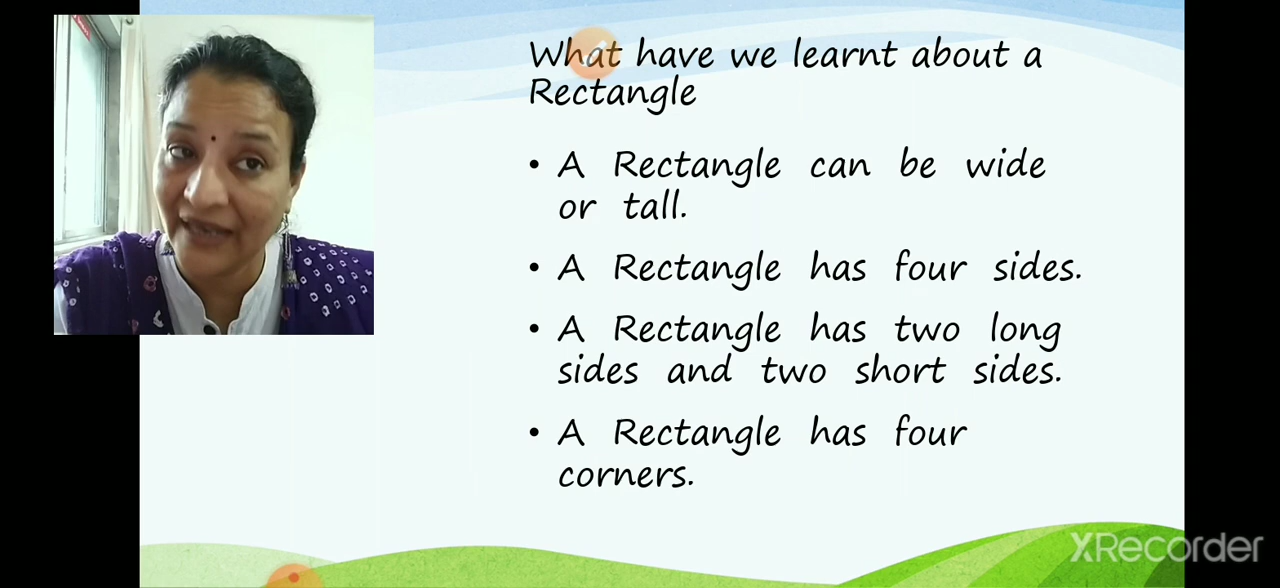 What have we learnt about a
Rectangle
• A Rectangle can be wide
or tall.
• A Rectangle has four sides.
• A Rectangle has two long
sides and two short sides.
• A Rectangle has four
corners.
XRecorder